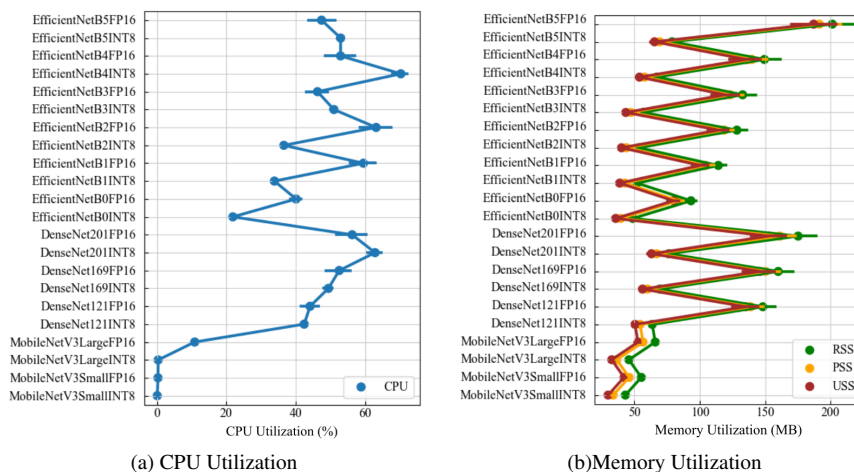 EfficientNetB5FP16
EfficientNetB5INT8
EfficientNetB4FP16
EfficientNetB4INT8
EfficientNetB3FP16
EfficientNetB3INT8
EfficientNetB2FP16
EfficientNetB2INT8
EfficientNetB1FP16
EfficientNetB1INT8
EfficientNetB0FP16
EfficientNetB0INT8
DenseNet201FP16
DenseNet201INT8
DenseNet169FP16
DenseNet169INT8
DenseNet121FP16
DenseNet121INT8
MobileNetV3LargeFP16
MobileNetV3LargeINT8
MobileNetV3SmallFP16
MobileNetV3SmallINT8
CPU
0 20 40 60
CPU Utilization (%)
(a) CPU Utilization
EfficientNetB5FP16
EfficientNetB5INT8
EfficientNetB4FP16
EfficientNetB4INT8
EfficientNetB3FP16
EfficientNetB3INT8
EfficientNetB2FP16
EfficientNetB2INT8
EfficientNetB1FP16
EfficientNetB1INT8
EfficientNetB0FP16
EfficientNetB0INT8
DenseNet201FP16
DenseNet201INT8
DenseNet169FP16
DenseNet169INT8
DenseNet121FP16
DenseNet121INT8
MobileNetV3LargeFP16
MobileNetV3LargeINT8
MobileNetV3SmallFP16
MobileNetV3SmallINT8
RSS
PSS
USS
50 100 150 200
Memory Utilization (MB)
(b)Memory Utilization